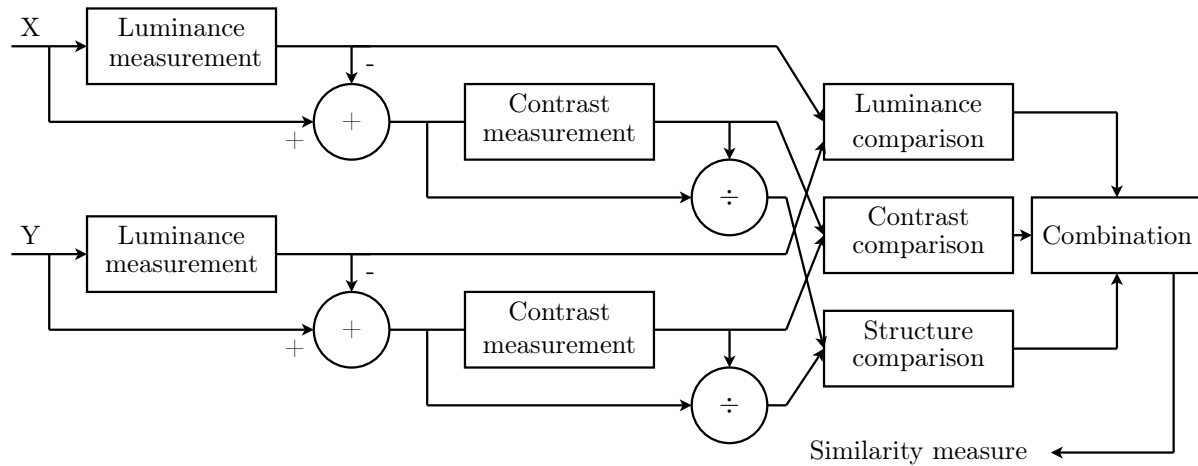 X
Luminance
measurement
-
+
+
Contrast
measurement
÷
Luminance
comparison
Y
Luminance
measurement
-
+
+
Contrast
measurement
÷
Contrast
comparison
Combination
Structure
comparison
Similarity measure